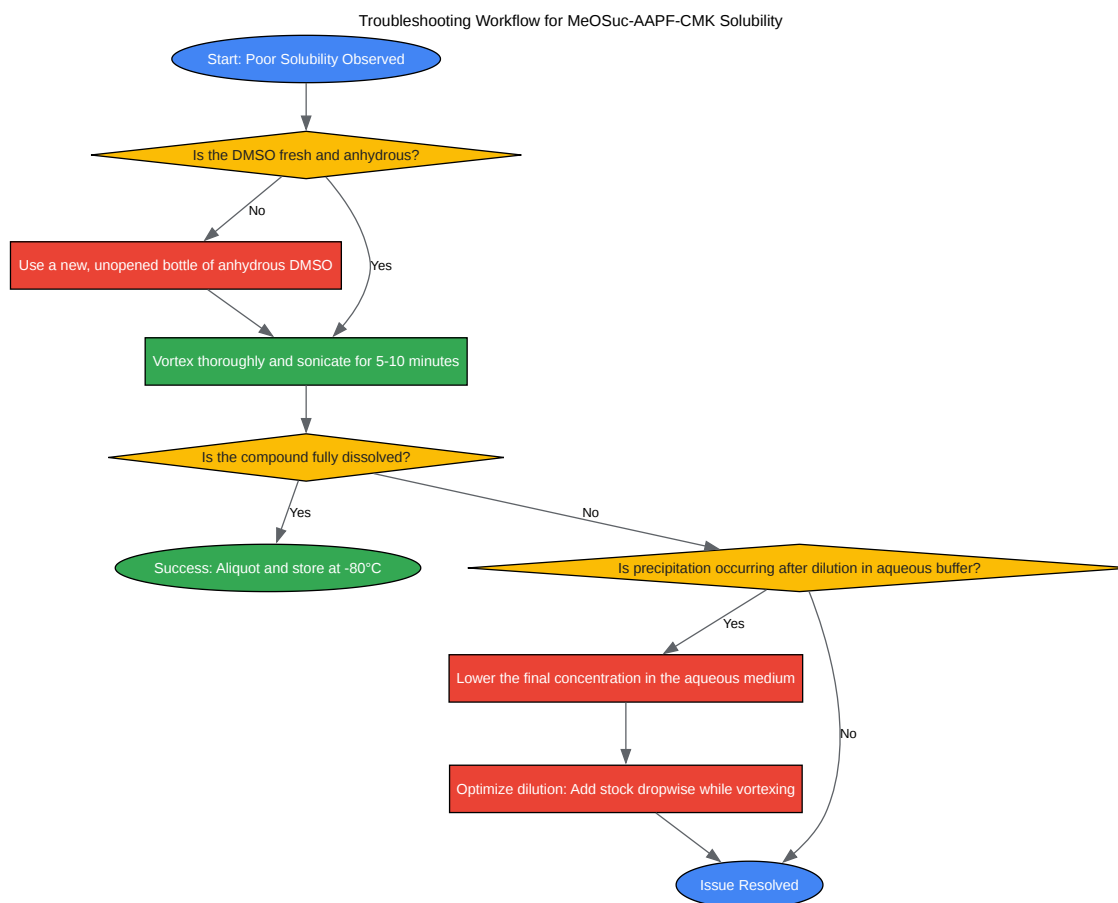 Troubleshooting Workflow for MeOSuc-AAPF-CMK Solubility
Start: Poor Solubility Observed
Is the DMSO fresh and anhydrous?
No
Use a new, unopened bottle of anhydrous DMSO
Yes
Vortex thoroughly and sonicate for 5-10 minutes
Is the compound fully dissolved?
Yes
No
Success: Aliquot and store at -80°C
Is precipitation occurring after dilution in aqueous buffer?
Yes
Lower the final concentration in the aqueous medium
No
Optimize dilution: Add stock dropwise while vortexing
Issue Resolved